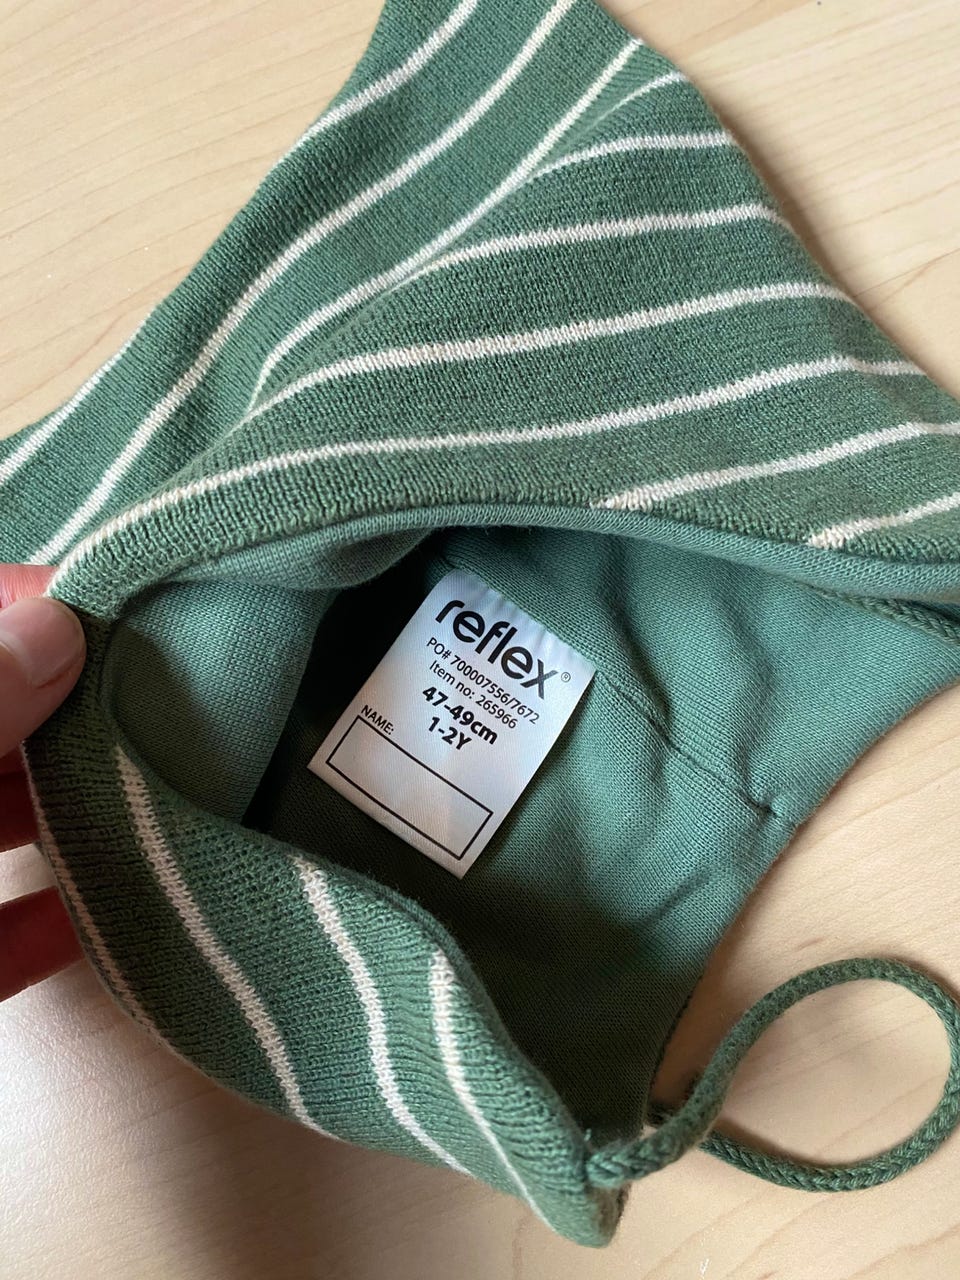 reflex®
PO# 700007556/7672
Item no: 265966
47-49cm
1-2Y
NAME: